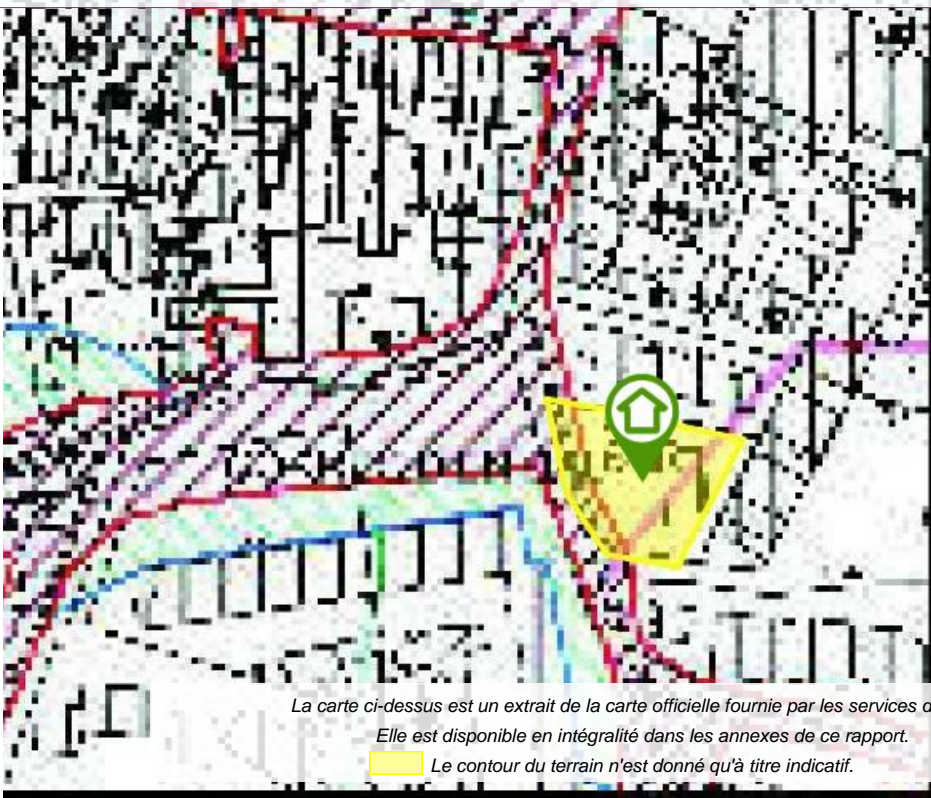 La carte ci-dessus est un extrait de la carte officielle fournie par les services d
Elle est disponible en intégralité dans les annexes de ce rapport.
Le contour du terrain n'est donné qu'à titre indicatif.